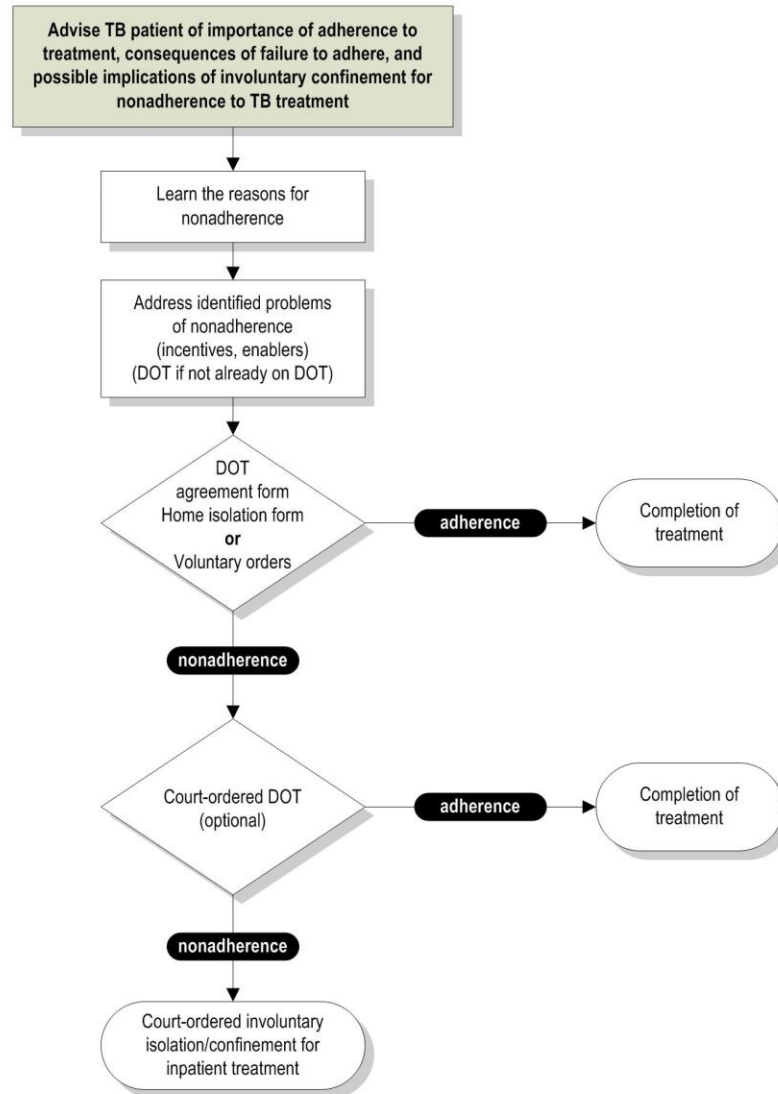 Advise TB patient of importance of adherence to
treatment, consequences of failure to adhere, and
possible implications of involuntary confinement for
nonadherence to TB treatment
Learn the reasons for
nonadherence
Address identified problems
of nonadherence
(incentives, enablers)
(DOT if not already on DOT)
DOT
agreement form
Home isolation form
or
Voluntary orders
adherence
Completion of
treatment
nonadherence
Court-ordered DOT
(optional)
adherence
Completion of
treatment
nonadherence
Court-ordered involuntary
isolation/confinement for
inpatient treatment